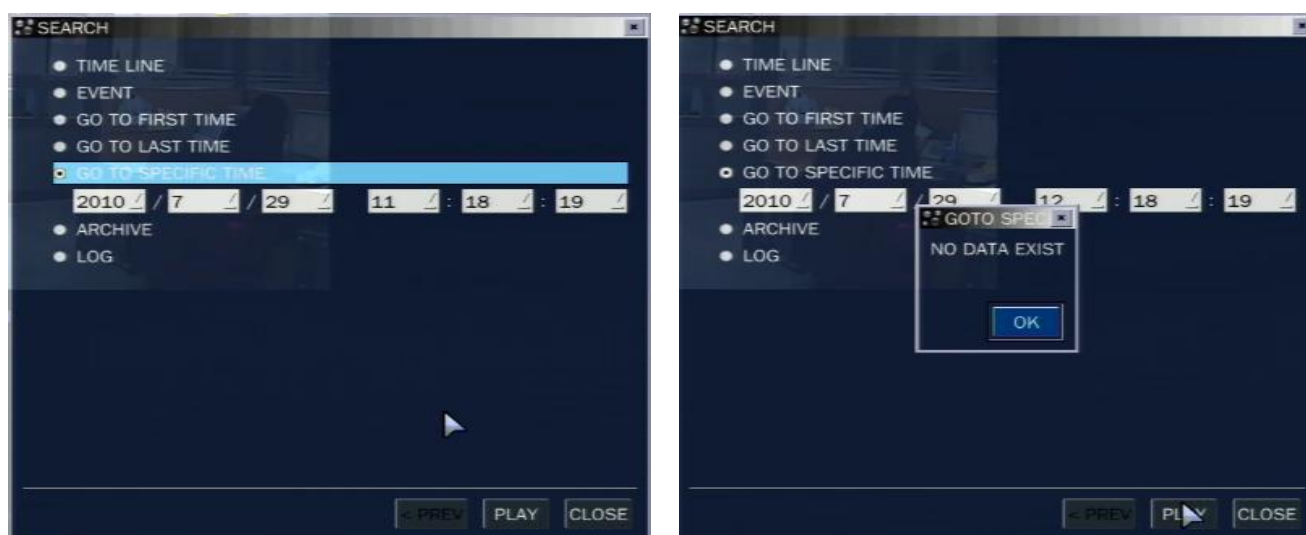 SEARCH
TIME LINE
EVENT
GO TO FIRST TIME
GO TO LAST TIME
GO TO SPECIFIC TIME
2010 / 7 / 29 11 : 18 : 19
ARCHIVE
LOG
< PREV PLAY CLOSE
SEARCH
TIME LINE
EVENT
GO TO FIRST TIME
GO TO LAST TIME
GO TO SPECIFIC TIME
2010 / 7 / 29 12 : 18 : 19
ARCHIVE
LOG
GOTO SPEC
NO DATA EXIST
OK
< PREV PLAY CLOSE